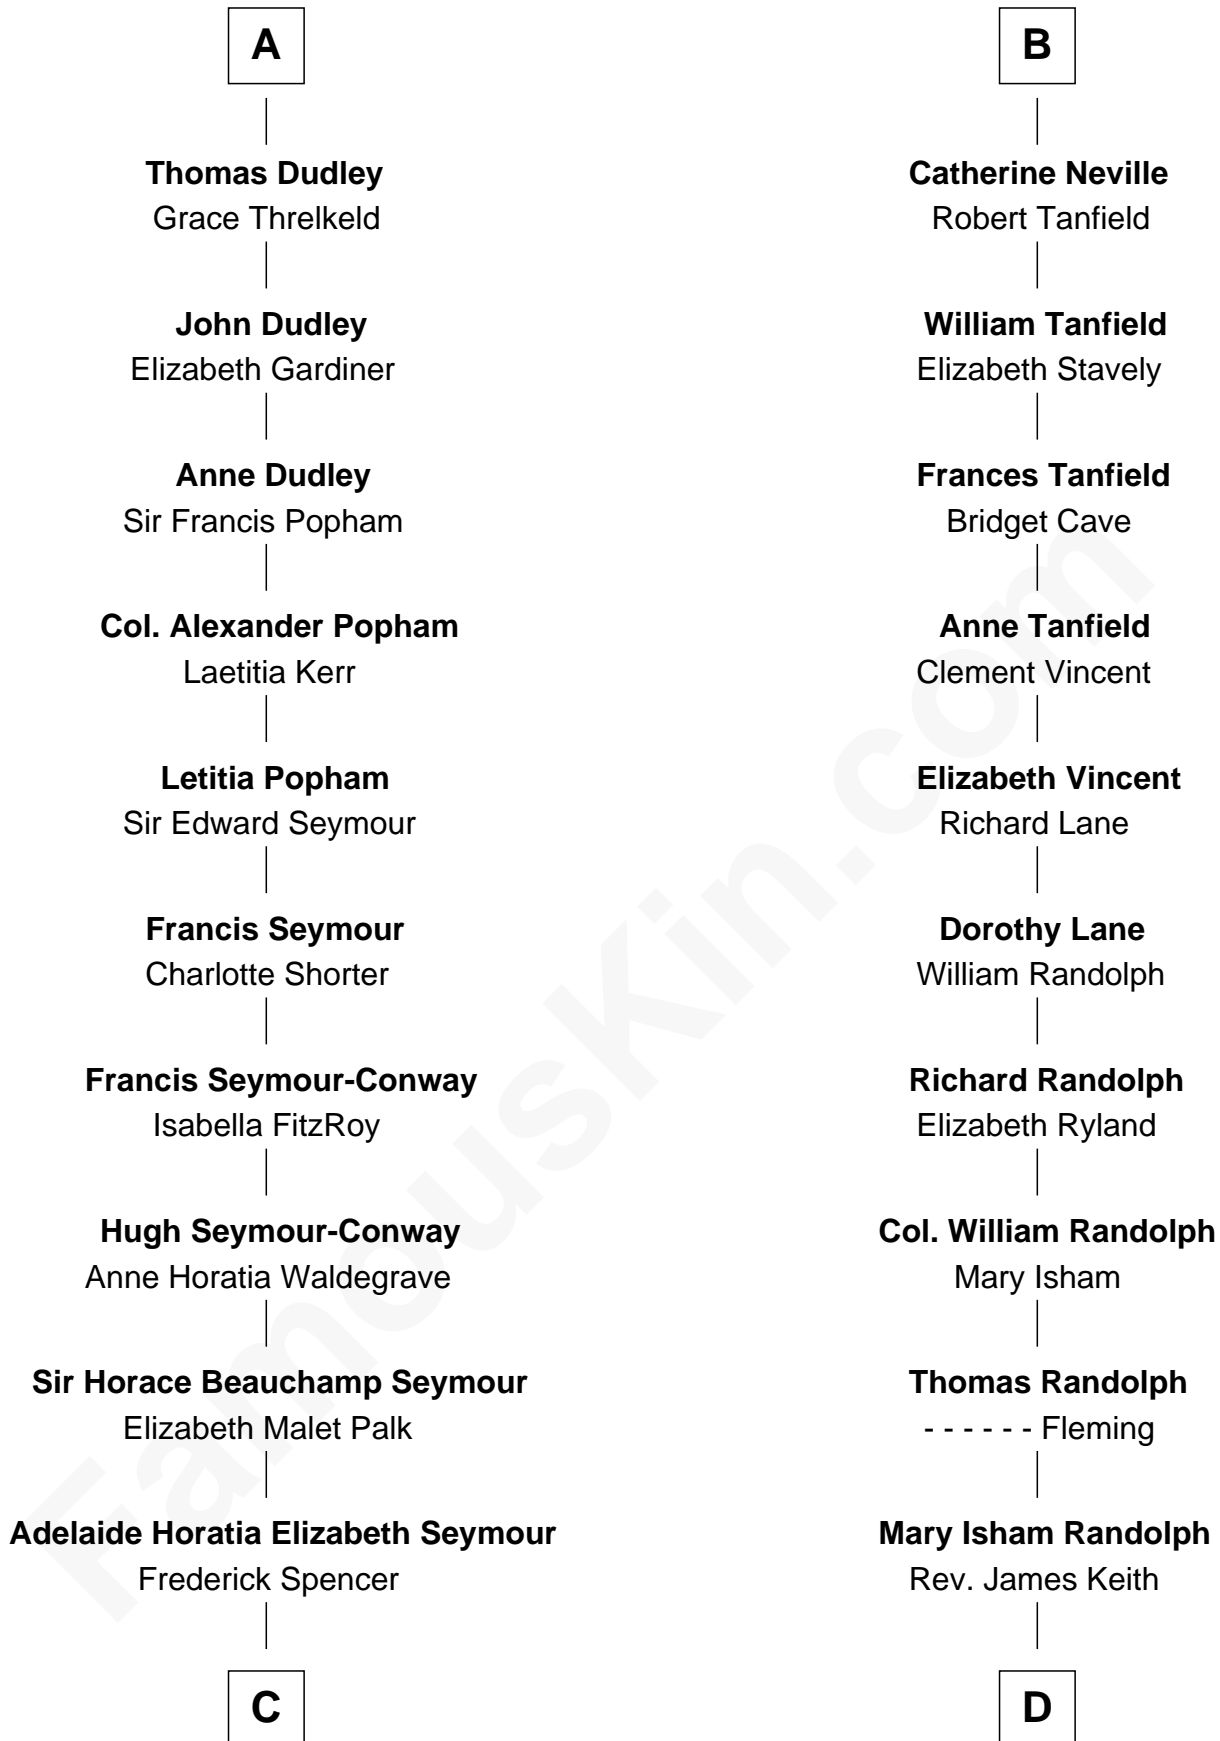 A
Thomas Dudley
Grace Threlkeld
John Dudley
Elizabeth Gardiner
Anne Dudley
Sir Francis Popham
Col. Alexander Popham
Laetitia Kerr
Letitia Popham
Sir Edward Seymour
Francis Seymour
Charlotte Shorter
Francis Seymour-Conway
Isabella FitzRoy
Hugh Seymour-Conway
Anne Horatia Waldegrave
Sir Horace Beauchamp Seymour
Elizabeth Malet Palk
Adelaide Horatia Elizabeth Seymour
Frederick Spencer
C
B
Catherine Neville
Robert Tanfield
William Tanfield
Elizabeth Stavely
Frances Tanfield
Bridget Cave
Anne Tanfield
Clement Vincent
Elizabeth Vincent
Richard Lane
Dorothy Lane
William Randolph
Richard Randolph
Elizabeth Ryland
Col. William Randolph
Mary Isham
Thomas Randolph
- - - - - - Fleming
Mary Isham Randolph
Rev. James Keith
D
FamousKin.com